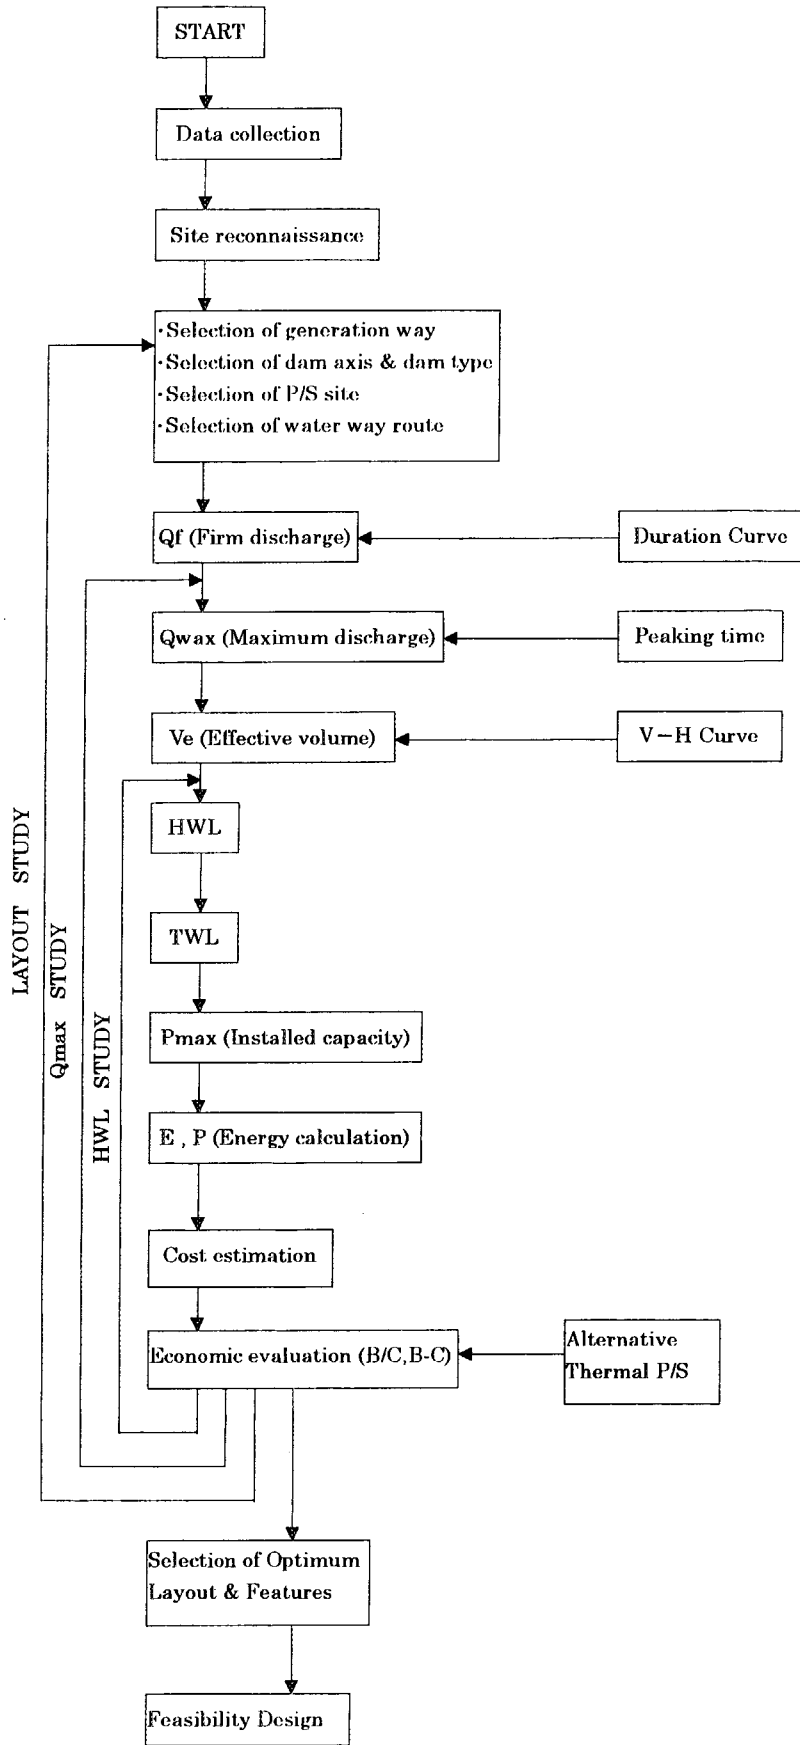 START
Data collection
Site reconnaissance
·Selection of generation way
·Selection of dam axis & dam type
·Selection of P/S site
·Selection of water way route
Qf (Firm discharge)
Duration Curve
Qwax (Maximum discharge)
Peaking time
Ve (Effective volume)
V－H Curve
HWL
TWL
LAYOUT STUDY
Qmax STUDY
HWL STUDY
Pmax (Installed capacity)
E , P (Energy calculation)
Cost estimation
Economic evaluation (B/C,B-C)
Alternative
Thermal P/S
Selection of Optimum
Layout & Features
Feasibility Design